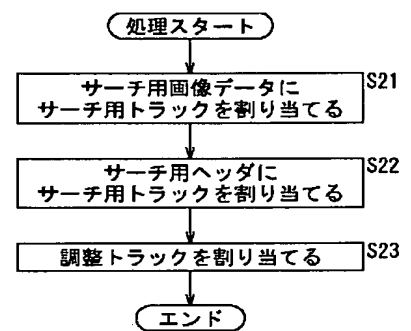 処理スタート
サーチ用画像データに
サーチ用トラックを割り当てる
S21
サーチ用ヘッダに
サーチ用トラックを割り当てる
S22
調整トラックを割り当てる
S23
エンド